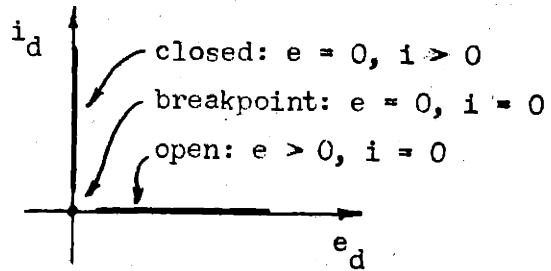 i_d
closed: e = 0, i > 0
breakpoint: e = 0, i = 0
open: e > 0, i = 0
e_d